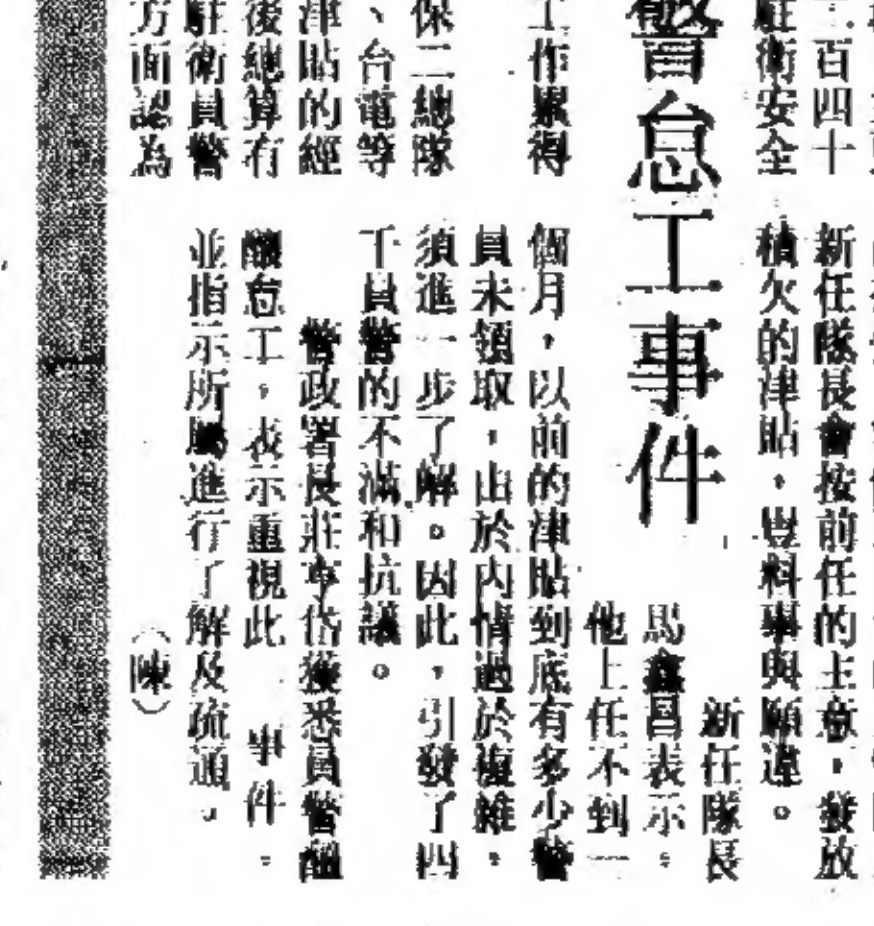 百四十
駐衛安全
警怠工事件
工作累得
保二總隊
、台電等
津貼的經
後總算有
駐衛員警
方面認為
新任隊長會按前任的主意，發放
積欠的津貼，豈料事與願違。
新任隊長
馬鑫昌表示，
他上任不到一
個月，以前的津貼到底有多少警
員未領取，由於內情過於複雜，
須進一步了解。因此，引發了四
千員警的不滿和抗議。
警政署長莊亨岱獲悉員警醞
釀怠工，表示重視此 事件，
並指示所屬進行了解及疏通。
（陳）